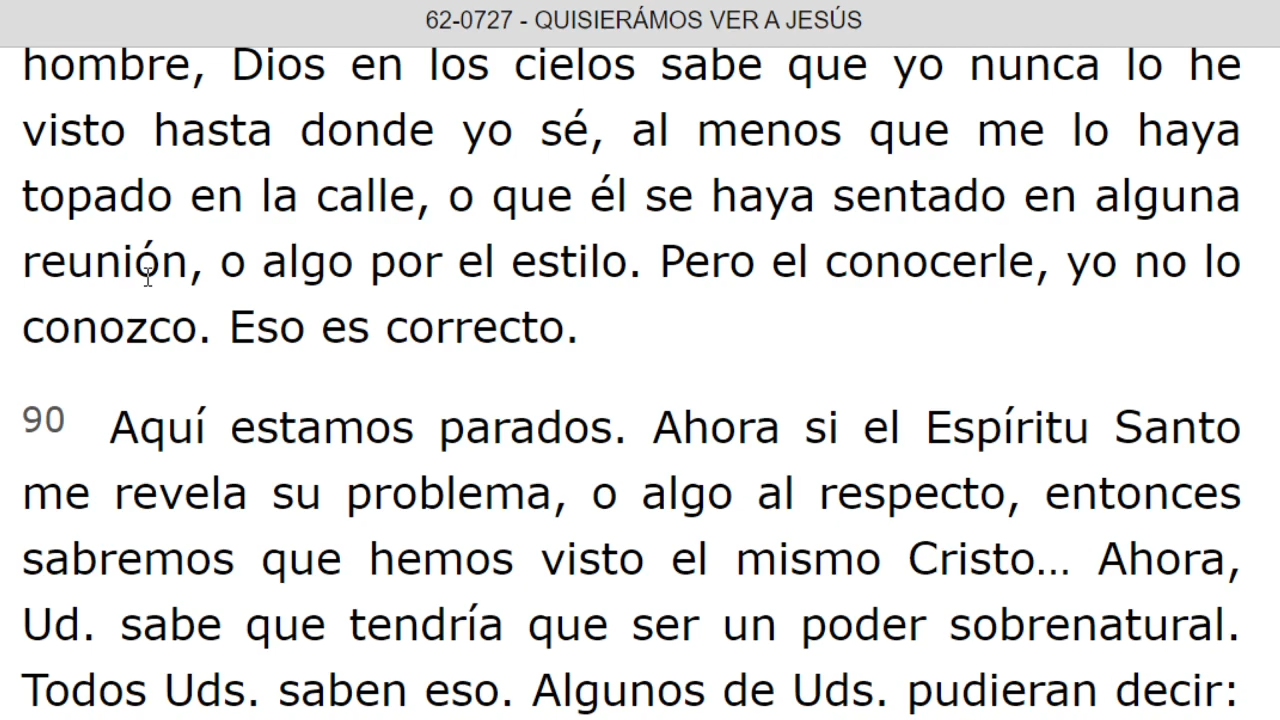 62-0727 - QUISIERÁMOS VER A JESÚS
hombre, Dios en los cielos sabe que yo nunca lo he
visto hasta donde yo sé, al menos que me lo haya
topado en la calle, o que él se haya sentado en alguna
reunión, o algo por el estilo. Pero el conocerle, yo no lo
conozco. Eso es correcto.
90 Aquí estamos parados. Ahora si el Espíritu Santo
me revela su problema, o algo al respecto, entonces
sabremos que hemos visto el mismo Cristo… Ahora,
Ud. sabe que tendría que ser un poder sobrenatural.
Todos Uds. saben eso. Algunos de Uds. pudieran decir: